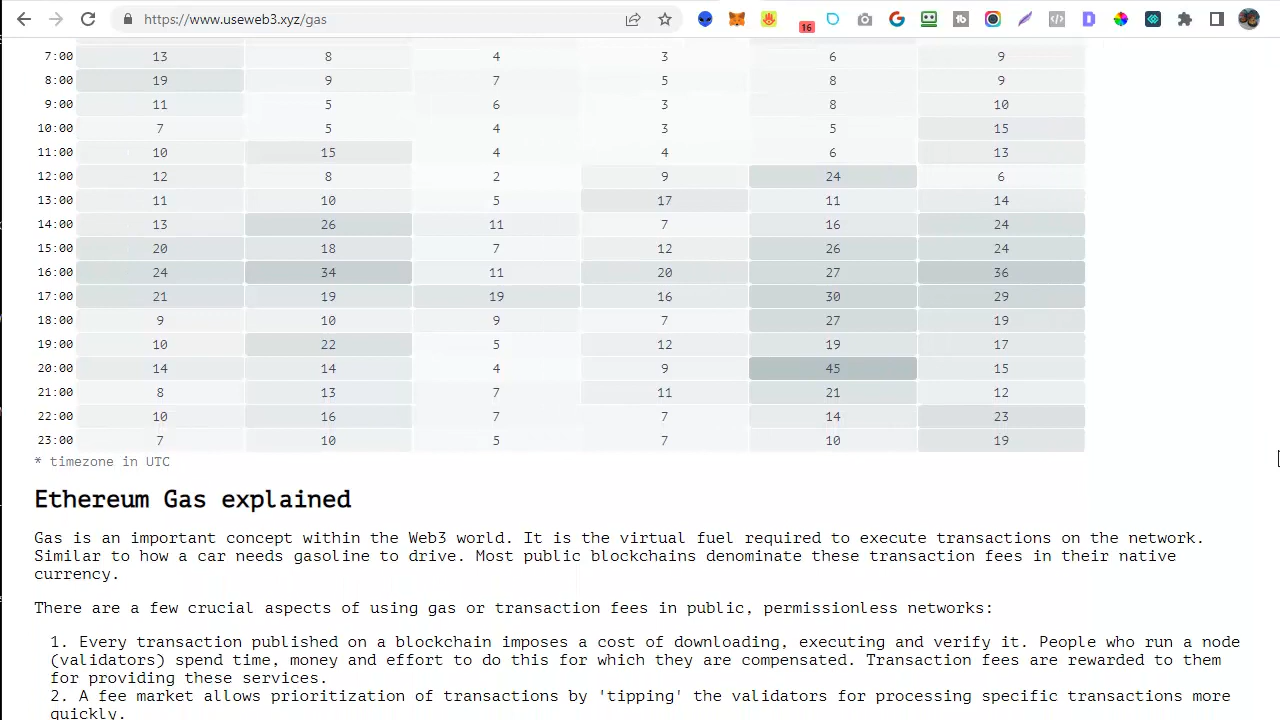 https://www.useweb3.xyz/gas
16
7:00 13 8 4 3 6 9
8:00 19 9 7 5 8 9
9:00 11 5 6 3 8 10
10:00 7 5 4 3 5 15
11:00 10 15 4 4 6 13
12:00 12 8 2 9 24 6
13:00 11 10 5 17 11 14
14:00 13 26 11 7 16 24
15:00 20 18 7 12 26 24
16:00 24 34 11 20 27 36
17:00 21 19 19 16 30 29
18:00 9 10 9 7 27 19
19:00 10 22 5 12 19 17
20:00 14 14 4 9 45 15
21:00 8 13 7 11 21 12
22:00 10 16 7 7 14 23
23:00 7 10 5 7 10 19
* timezone in UTC
Ethereum Gas explained
Gas is an important concept within the Web3 world. It is the virtual fuel required to execute transactions on the network.
Similar to how a car needs gasoline to drive. Most public blockchains denominate these transaction fees in their native
currency.
There are a few crucial aspects of using gas or transaction fees in public, permissionless networks:
1. Every transaction published on a blockchain imposes a cost of downloading, executing and verify it. People who run a node
(validators) spend time, money and effort to do this for which they are compensated. Transaction fees are rewarded to them
for providing these services.
2. A fee market allows prioritization of transactions by 'tipping' the validators for processing specific transactions more
quickly.